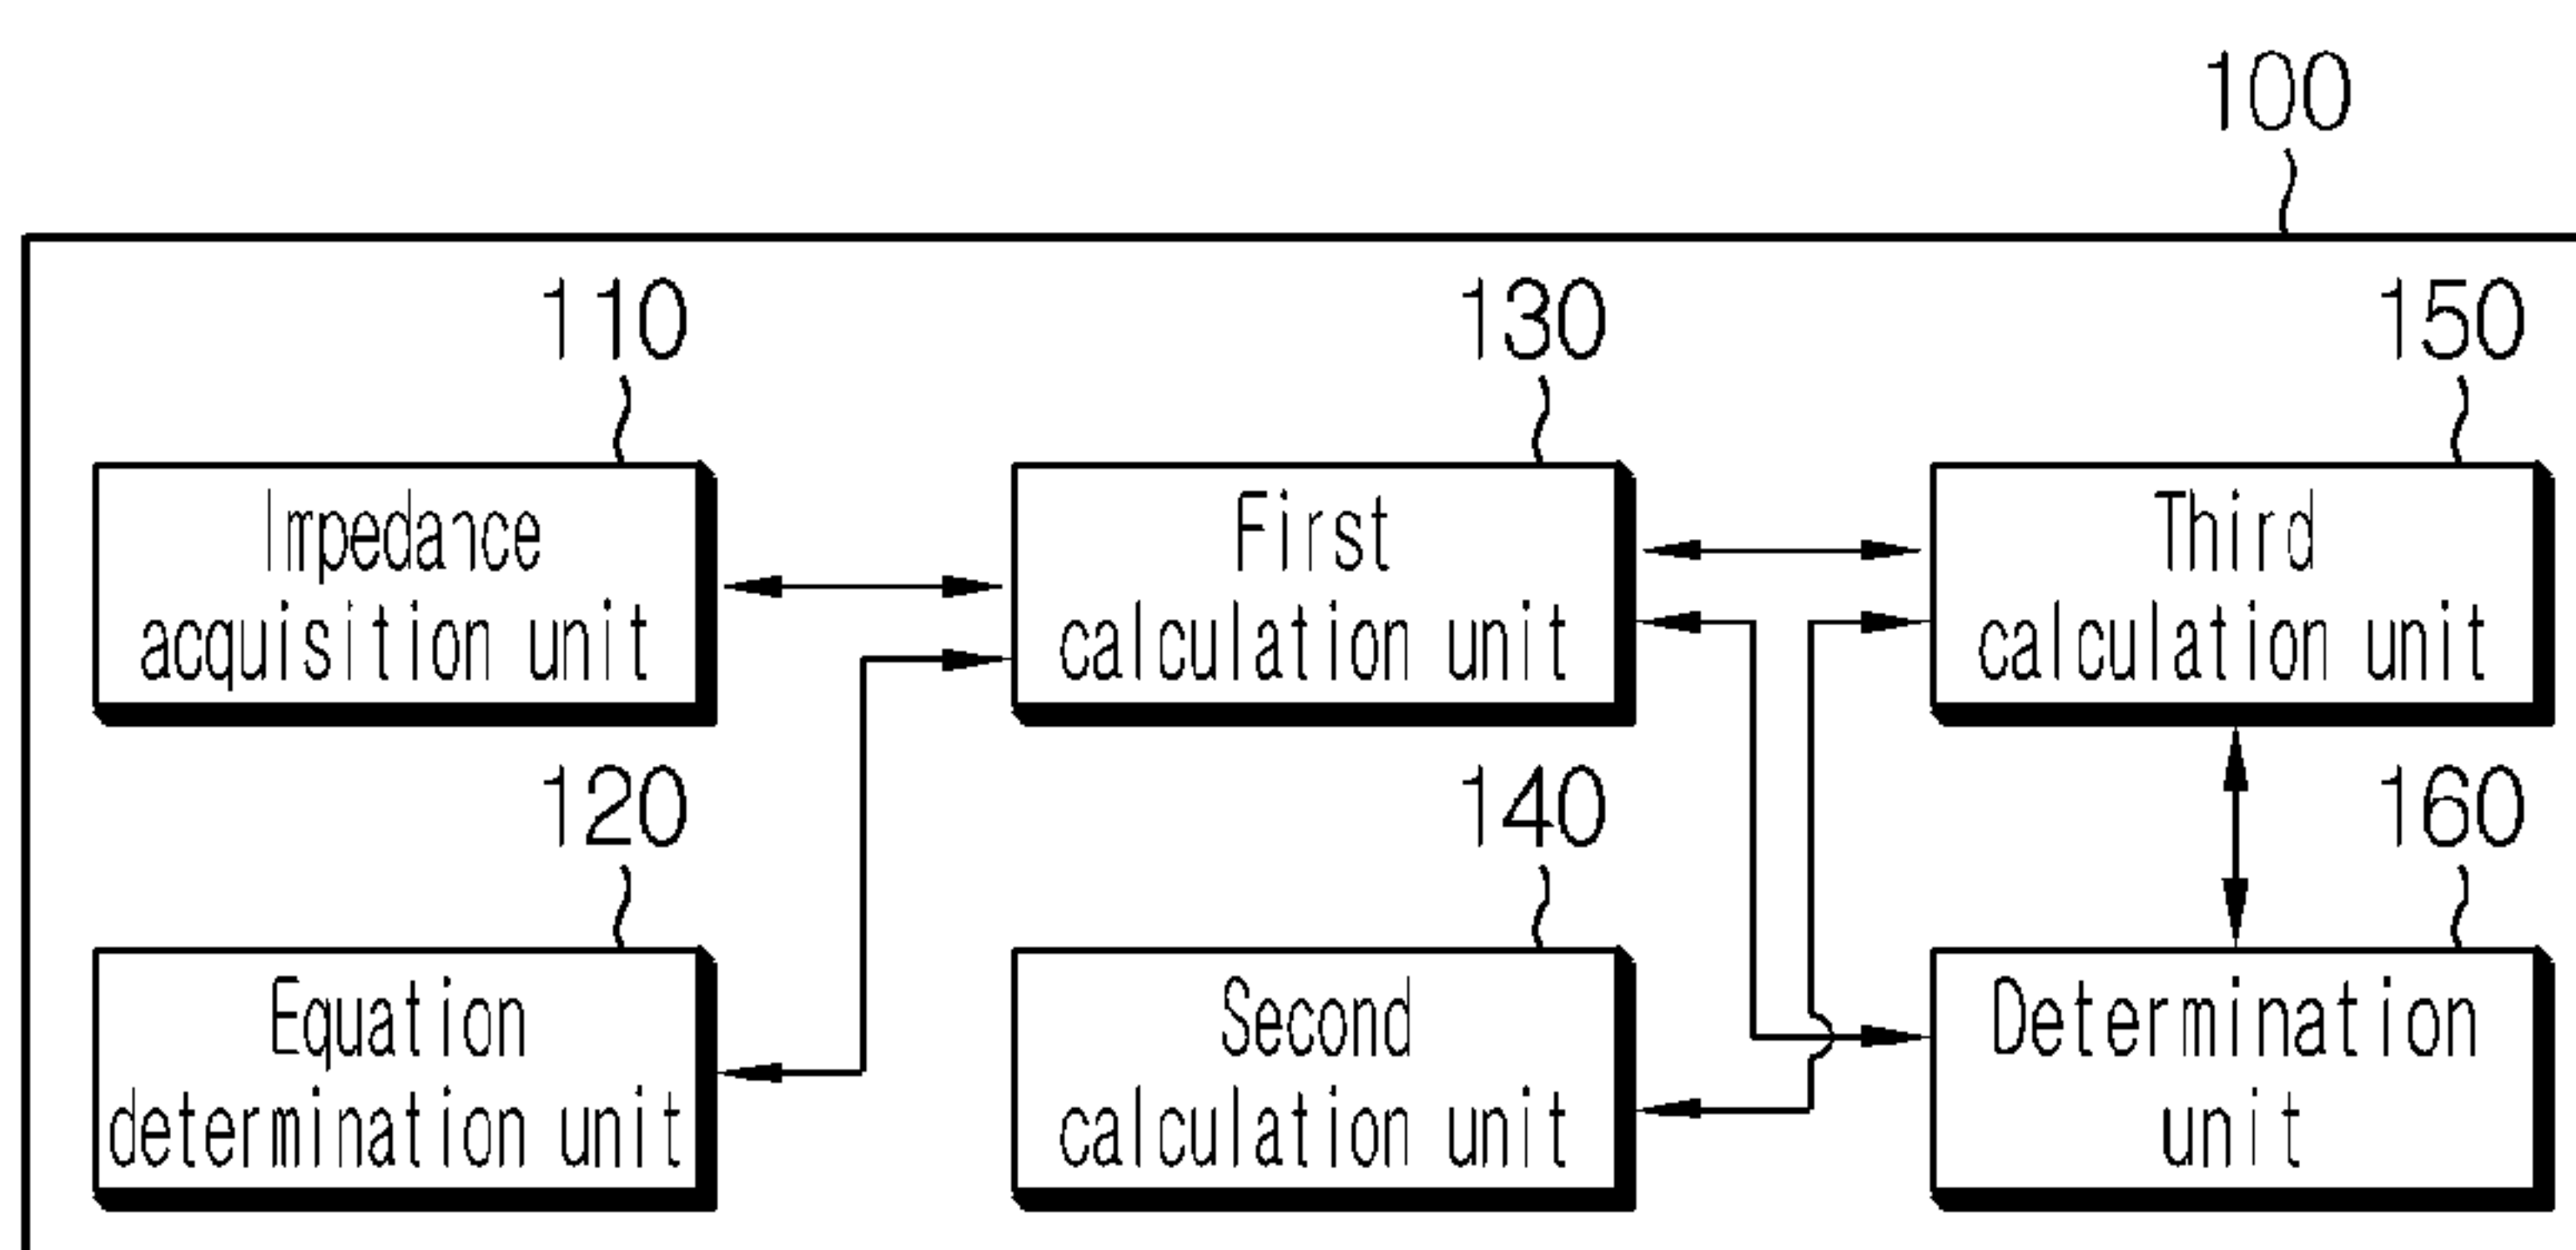 100
110
130
150
Impedance
acquisition unit
First
calculation unit
Third
calculation unit
120
140
160
Equation
determination unit
Second
calculation unit
Determination
unit